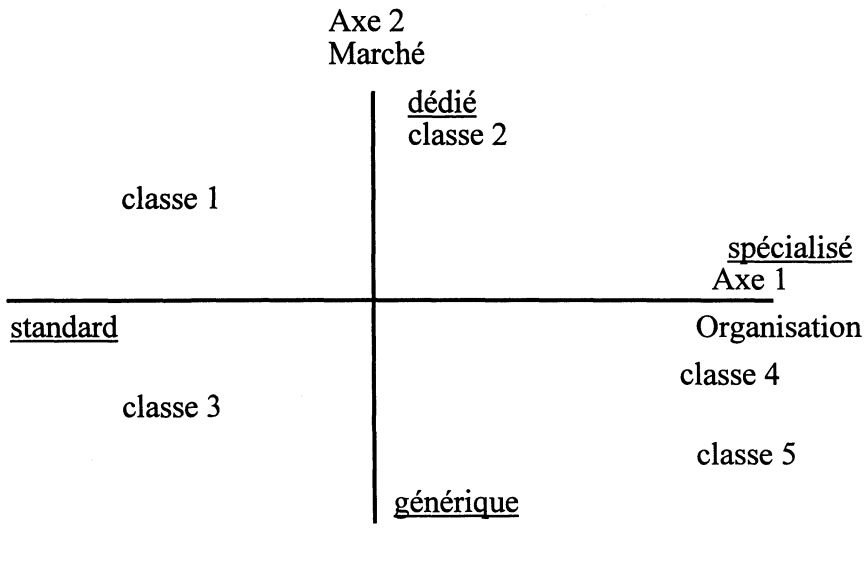 Axe 2
Marché
dédié
classe 2
classe 1
spécialisé
Axe 1
standard
Organisation
classe 4
classe 3
classe 5
générique